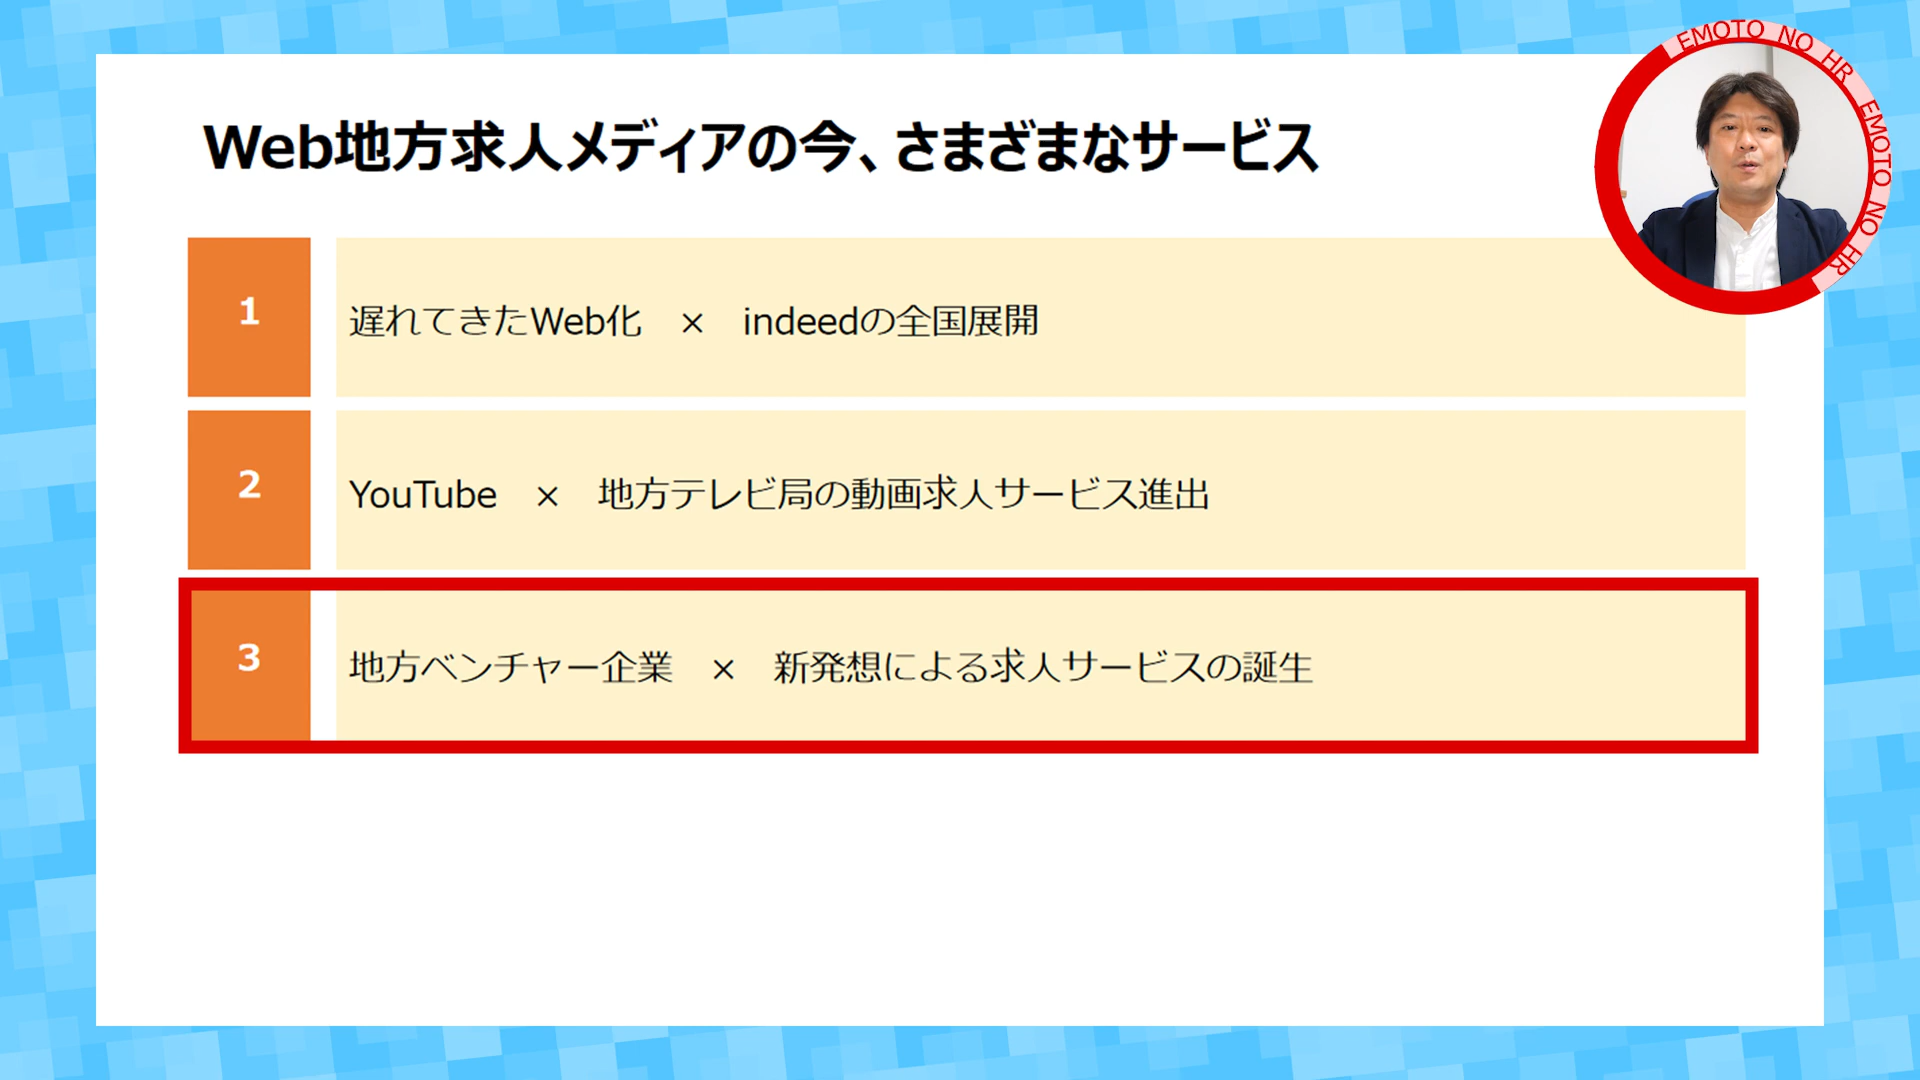 Web地方求人メディアの今、さまざまなサービス
EMOTO NO HR EMOTO NO HR
1
遅れてきたWeb化　×　indeedの全国展開
2
YouTube　×　地方テレビ局の動画求人サービス進出
3
地方ベンチャー企業　×　新発想による求人サービスの誕生